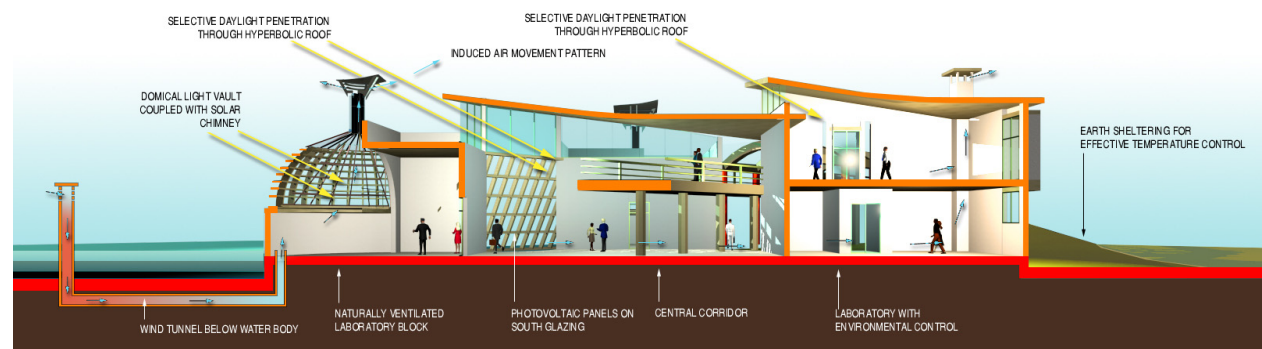 SELECTIVE DAYLIGHT PENETRATION
THROUGH HYPERBOLIC ROOF
SELECTIVE DAYLIGHT PENETRATION
THROUGH HYPERBOLIC ROOF
INDUCED AIR MOVEMENT PATTERN
DOMICAL LIGHT VAULT
COUPLED WITH SOLAR
CHIMNEY
EARTH SHELTERING FOR
EFFECTIVE TEMPERATURE CONTROL
WIND TUNNEL BELOW WATER BODY
NATURALLY VENTILATED
LABORATORY BLOCK
PHOTOVOLTAIC PANELS ON
SOUTH GLAZING
CENTRAL CORRIDOR
LABORATORY WITH
ENVIRONMENTAL CONTROL